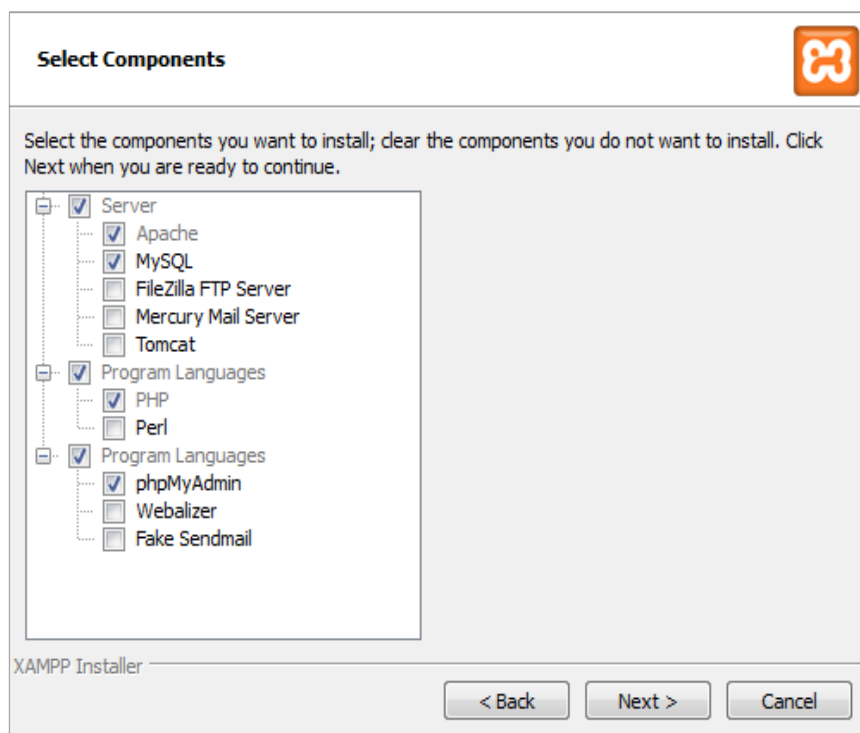 Select Components
Select the components you want to install; clear the components you do not want to install. Click
Next when you are ready to continue.
Server
Apache
MySQL
FileZilla FTP Server
Mercury Mail Server
Tomcat
Program Languages
PHP
Perl
Program Languages
phpMyAdmin
Webalizer
Fake Sendmail
XAMPP Installer
< Back Next > Cancel